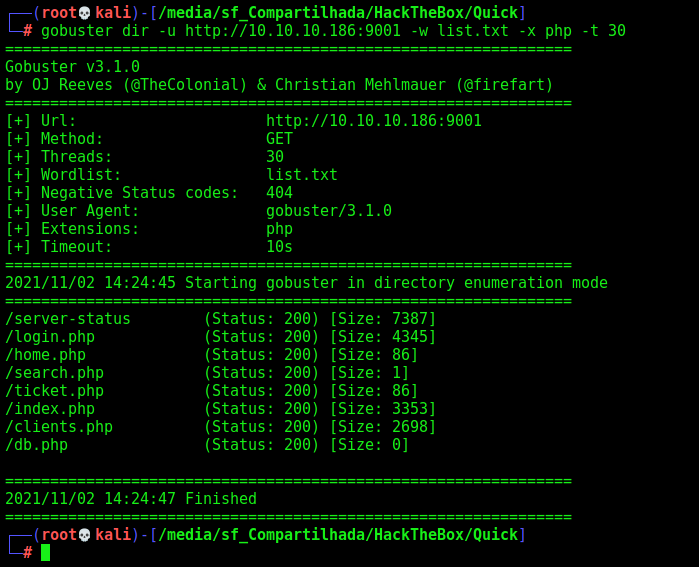 ┌──(root💀kali)-[/media/sf_Compartilhada/HackTheBox/Quick]
└─# gobuster dir -u http://10.10.10.186:9001 -w list.txt -x php -t 30
===============================================================
Gobuster v3.1.0
by OJ Reeves (@TheColonial) & Christian Mehlmauer (@firefart)
===============================================================
[+] Url:                     http://10.10.10.186:9001
[+] Method:                  GET
[+] Threads:                 30
[+] Wordlist:                list.txt
[+] Negative Status codes:   404
[+] User Agent:              gobuster/3.1.0
[+] Extensions:              php
[+] Timeout:                 10s
===============================================================
2021/11/02 14:24:45 Starting gobuster in directory enumeration mode
===============================================================
/server-status        (Status: 200) [Size: 7387]
/login.php            (Status: 200) [Size: 4345]
/home.php             (Status: 200) [Size: 86]
/search.php           (Status: 200) [Size: 1]
/ticket.php           (Status: 200) [Size: 86]
/index.php            (Status: 200) [Size: 3353]
/clients.php          (Status: 200) [Size: 2698]
/db.php               (Status: 200) [Size: 0]
===============================================================
2021/11/02 14:24:47 Finished
===============================================================
┌──(root💀kali)-[/media/sf_Compartilhada/HackTheBox/Quick]
└─#